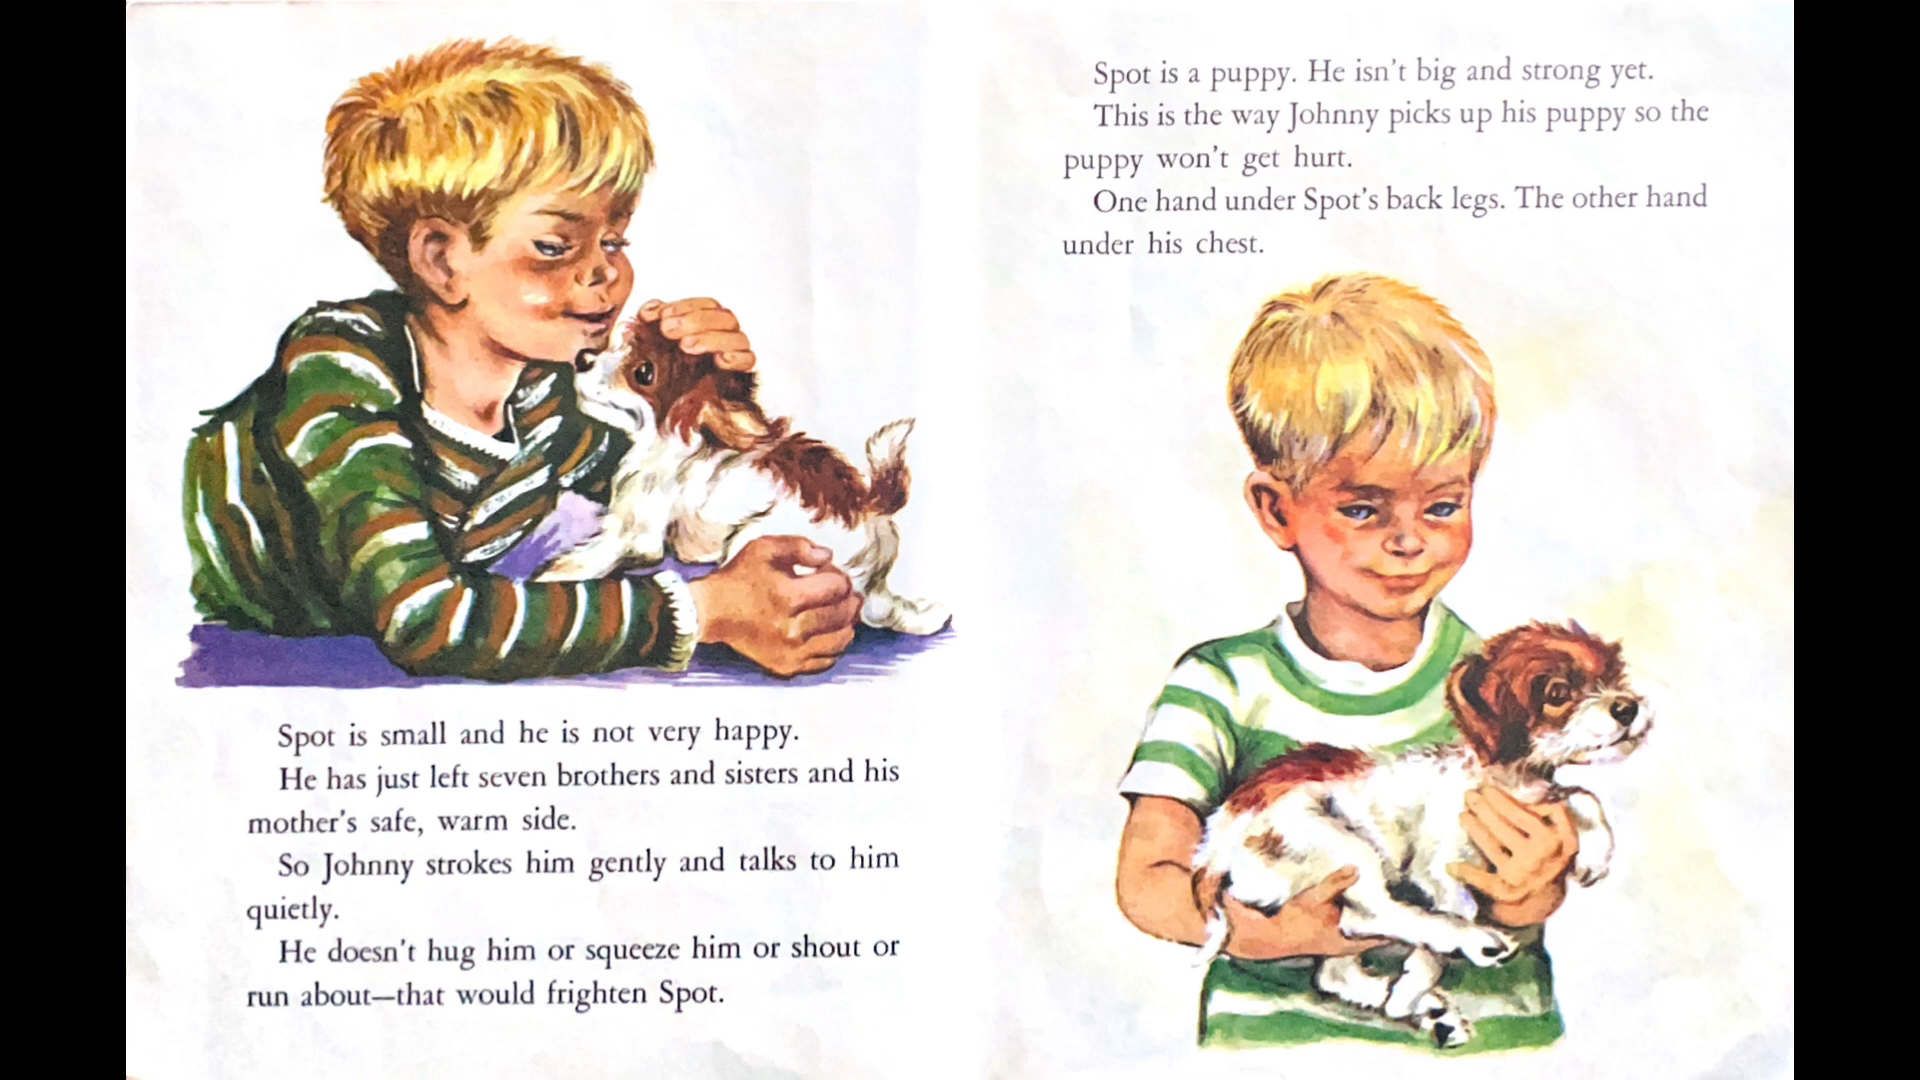 Spot is small and he is not very happy.
He has just left seven brothers and sisters and his
mother's safe, warm side.
So Johnny strokes him gently and talks to him
quietly.
He doesn't hug him or squeeze him or shout or
run about—that would frighten Spot.
Spot is a puppy. He isn't big and strong yet.
This is the way Johnny picks up his puppy so the
puppy won't get hurt.
One hand under Spot's back legs. The other hand
under his chest.